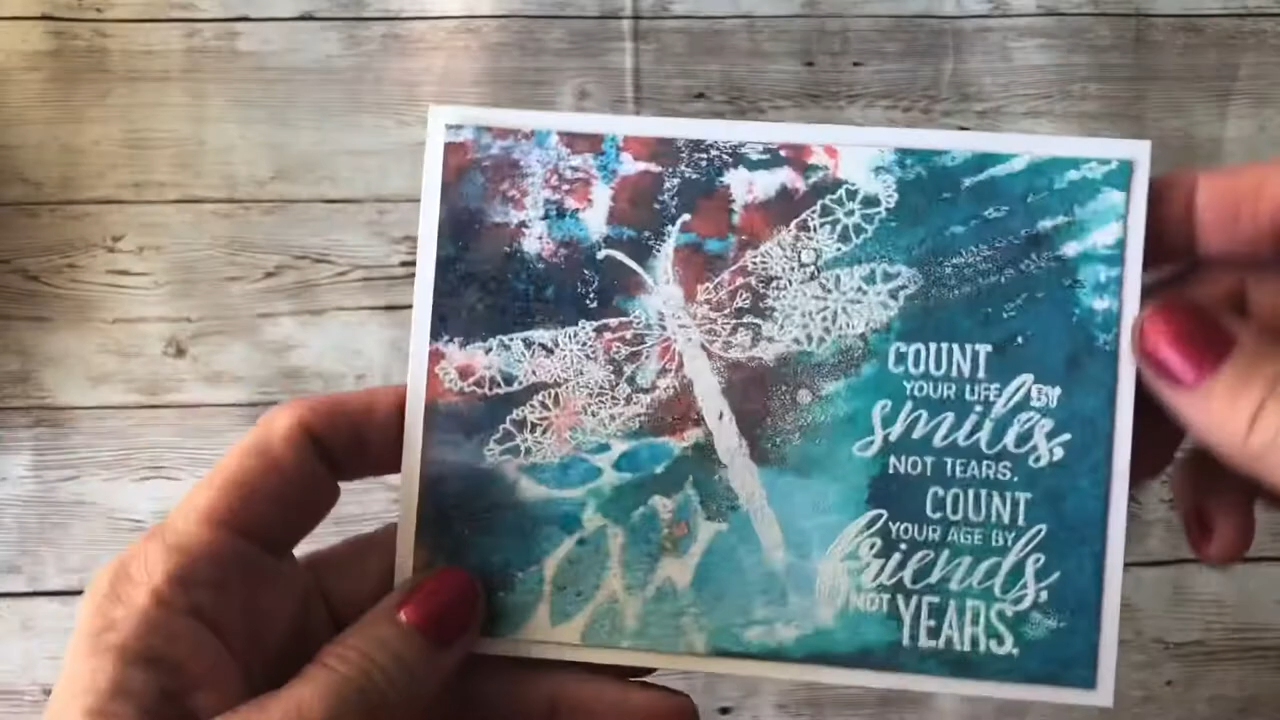 COUNT
YOUR LIFE BY
smiles,
NOT TEARS.
COUNT
YOUR AGE BY
friends,
NOT YEARS.